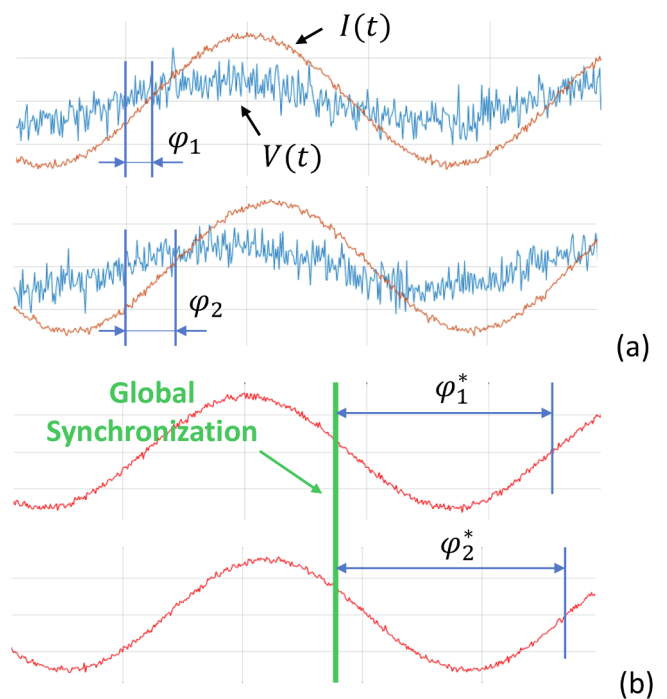 I(t)
φ₁
V(t)
φ₂
(a)
Global
Synchronization
φ₁*
φ₂*
(b)